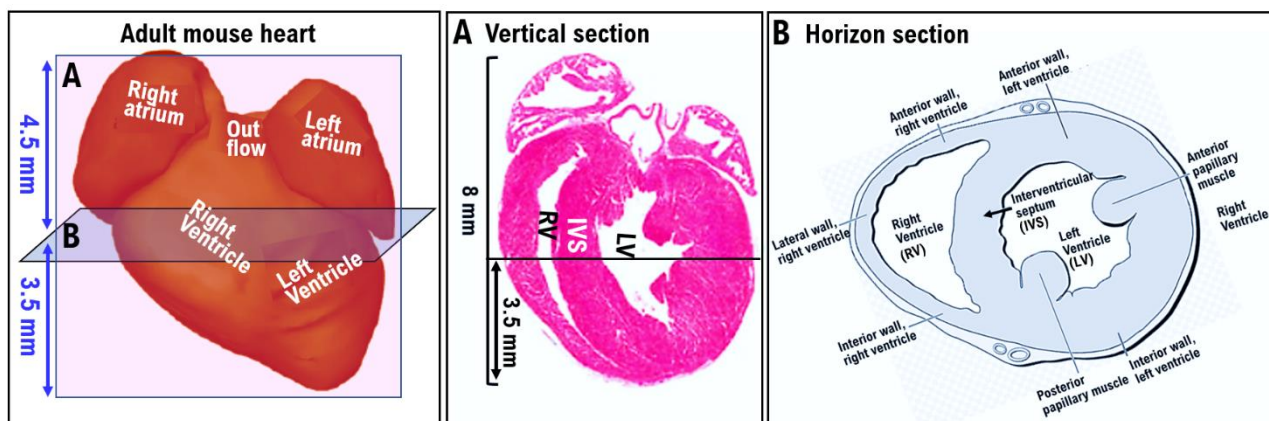 Adult mouse heart
A
Right
atrium
Out
flow
Left
atrium
4.5 mm
Right
Ventricle
B
Left
Ventricle
3.5 mm
A Vertical section
8 mm
RV
IVS
LV
3.5 mm
B Horizon section
Anterior wall,
left ventricle
Anterior wall,
right ventricle
Anterior
papillary
muscle
Interventricular
septum
(IVS)
Right
Ventricle
Lateral wall,
right ventricle
Right
Ventricle
(RV)
Left
Ventricle
(LV)
Interior wall,
right ventricle
Posterior
papillary muscle
Interior wall,
left ventricle